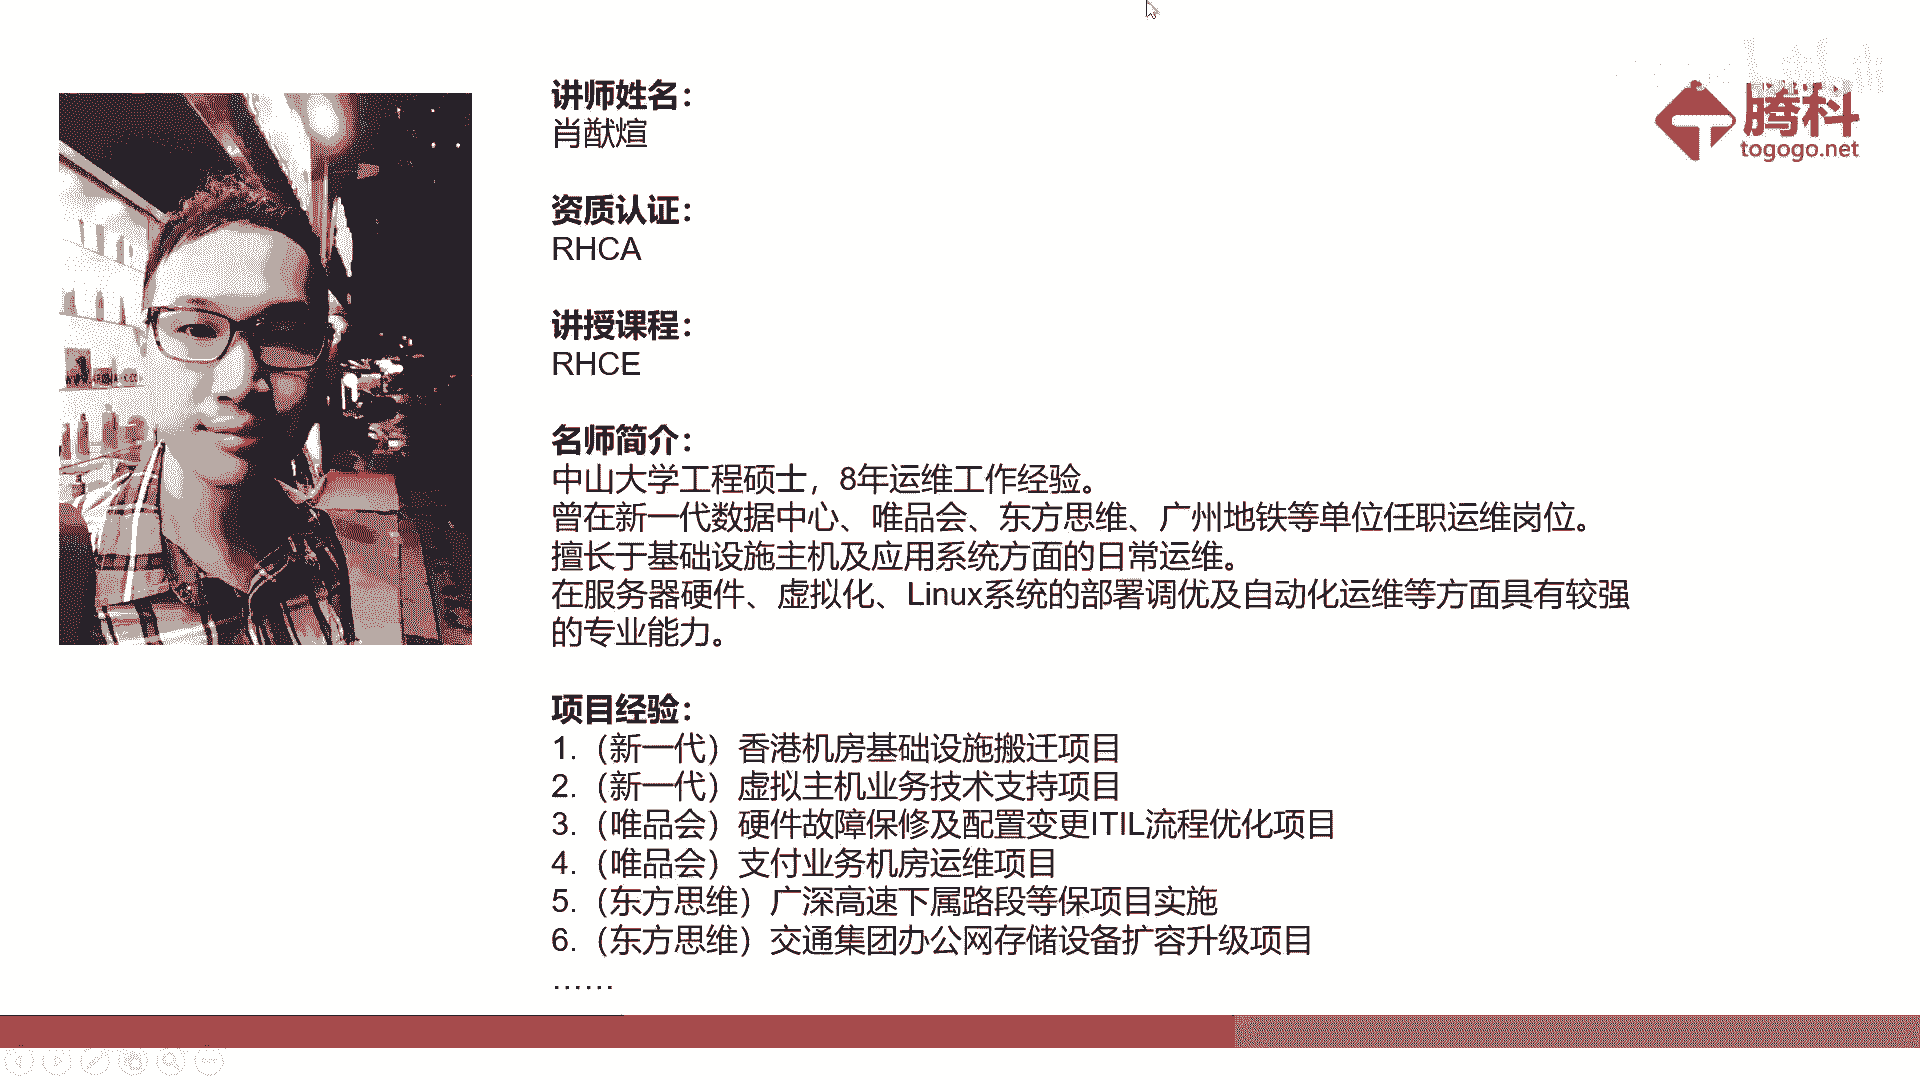 讲师姓名：
肖猷煊
资质认证：
RHCA
讲授课程：
RHCE
名师简介：
中山大学工程硕士，8年运维工作经验。
曾在新一代数据中心、唯品会、东方思维、广州地铁等单位任职运维岗位。
擅长于基础设施主机及应用系统方面的日常运维。
在服务器硬件、虚拟化、Linux系统的部署调优及自动化运维等方面具有较强
的专业能力。
项目经验：
1.（新一代）香港机房基础设施搬迁项目
2.（新一代）虚拟主机业务技术支持项目
3.（唯品会）硬件故障保修及配置变更ITIL流程优化项目
4.（唯品会）支付业务机房运维项目
5.（东方思维）广深高速下属路段等保项目实施
6.（东方思维）交通集团办公网存储设备扩容升级项目
……
腾科
togogo.net